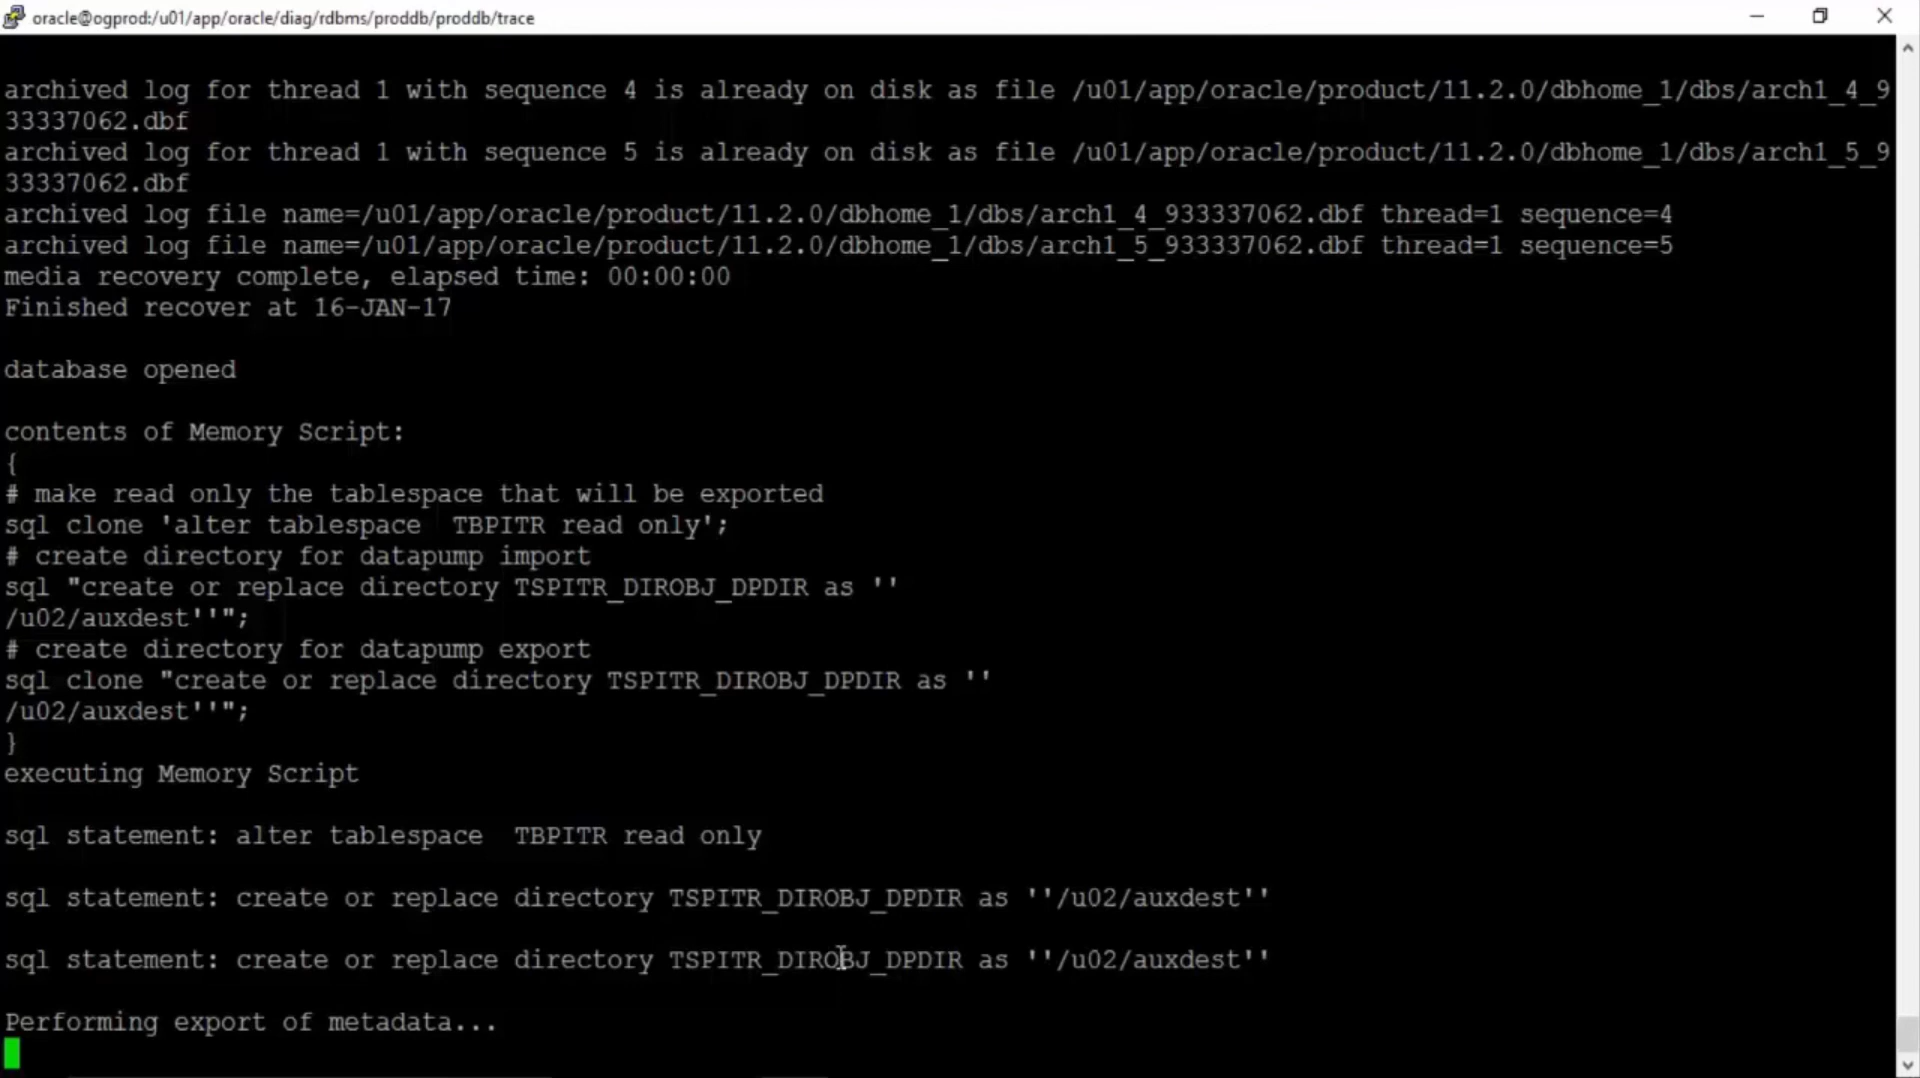 oracle@ogprod:/u01/app/oracle/diag/rdbms/proddb/proddb/trace
archived log for thread 1 with sequence 4 is already on disk as file /u01/app/oracle/product/11.2.0/dbhome_1/dbs/arch1_4_9
33337062.dbf
archived log for thread 1 with sequence 5 is already on disk as file /u01/app/oracle/product/11.2.0/dbhome_1/dbs/arch1_5_9
33337062.dbf
archived log file name=/u01/app/oracle/product/11.2.0/dbhome_1/dbs/arch1_4_933337062.dbf thread=1 sequence=4
archived log file name=/u01/app/oracle/product/11.2.0/dbhome_1/dbs/arch1_5_933337062.dbf thread=1 sequence=5
media recovery complete, elapsed time: 00:00:00
Finished recover at 16-JAN-17
database opened
contents of Memory Script:
{
# make read only the tablespace that will be exported
sql clone 'alter tablespace  TBPITR read only';
# create directory for datapump import
sql "create or replace directory TSPITR_DIROBJ_DPDIR as ''
/u02/auxdest''";
# create directory for datapump export
sql clone "create or replace directory TSPITR_DIROBJ_DPDIR as ''
/u02/auxdest''";
}
executing Memory Script
sql statement: alter tablespace  TBPITR read only
sql statement: create or replace directory TSPITR_DIROBJ_DPDIR as ''/u02/auxdest''
sql statement: create or replace directory TSPITR_DIROBJ_DPDIR as ''/u02/auxdest''
Performing export of metadata...